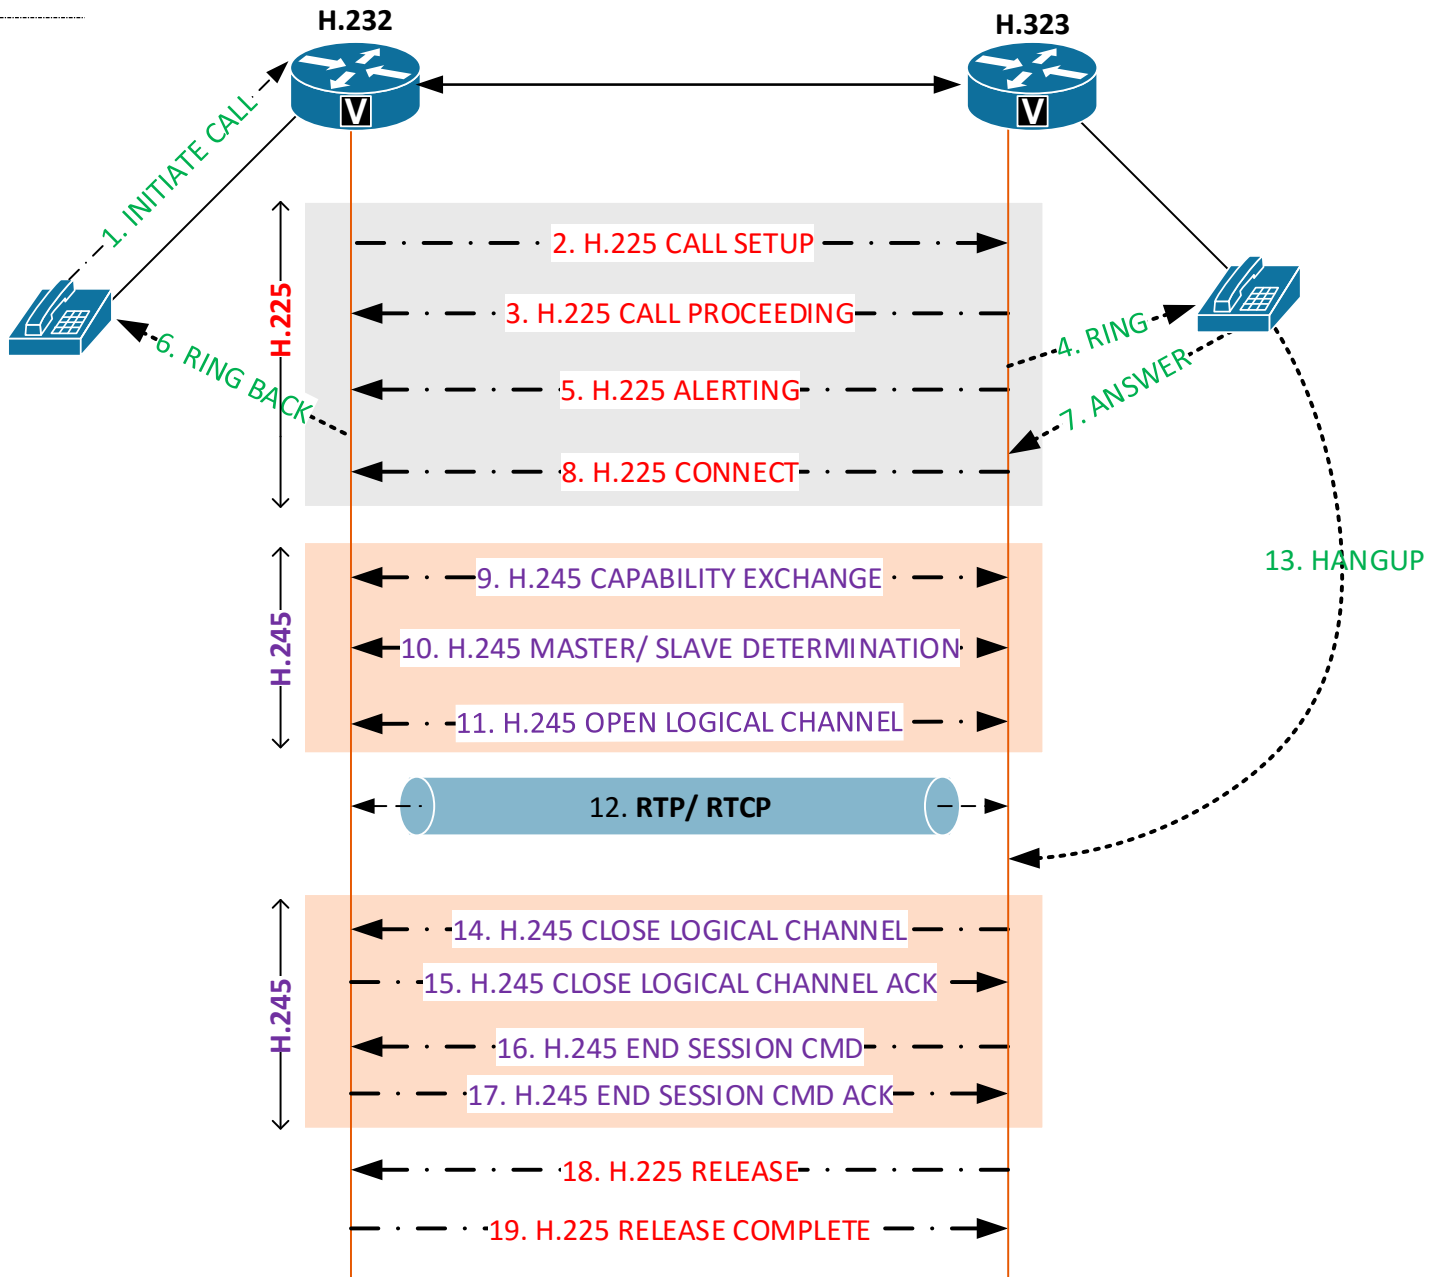 H.232
H.323
V
V
1. INITIATE CALL
H.225
2. H.225 CALL SETUP
3. H.225 CALL PROCEEDING
4. RING
5. H.225 ALERTING
6. RING BACK
7. ANSWER
8. H.225 CONNECT
H.245
9. H.245 CAPABILITY EXCHANGE
10. H.245 MASTER/ SLAVE DETERMINATION
11. H.245 OPEN LOGICAL CHANNEL
12. RTP/ RTCP
13. HANGUP
H.245
14. H.245 CLOSE LOGICAL CHANNEL
15. H.245 CLOSE LOGICAL CHANNEL ACK
16. H.245 END SESSION CMD
17. H.245 END SESSION CMD ACK
18. H.225 RELEASE
19. H.225 RELEASE COMPLETE